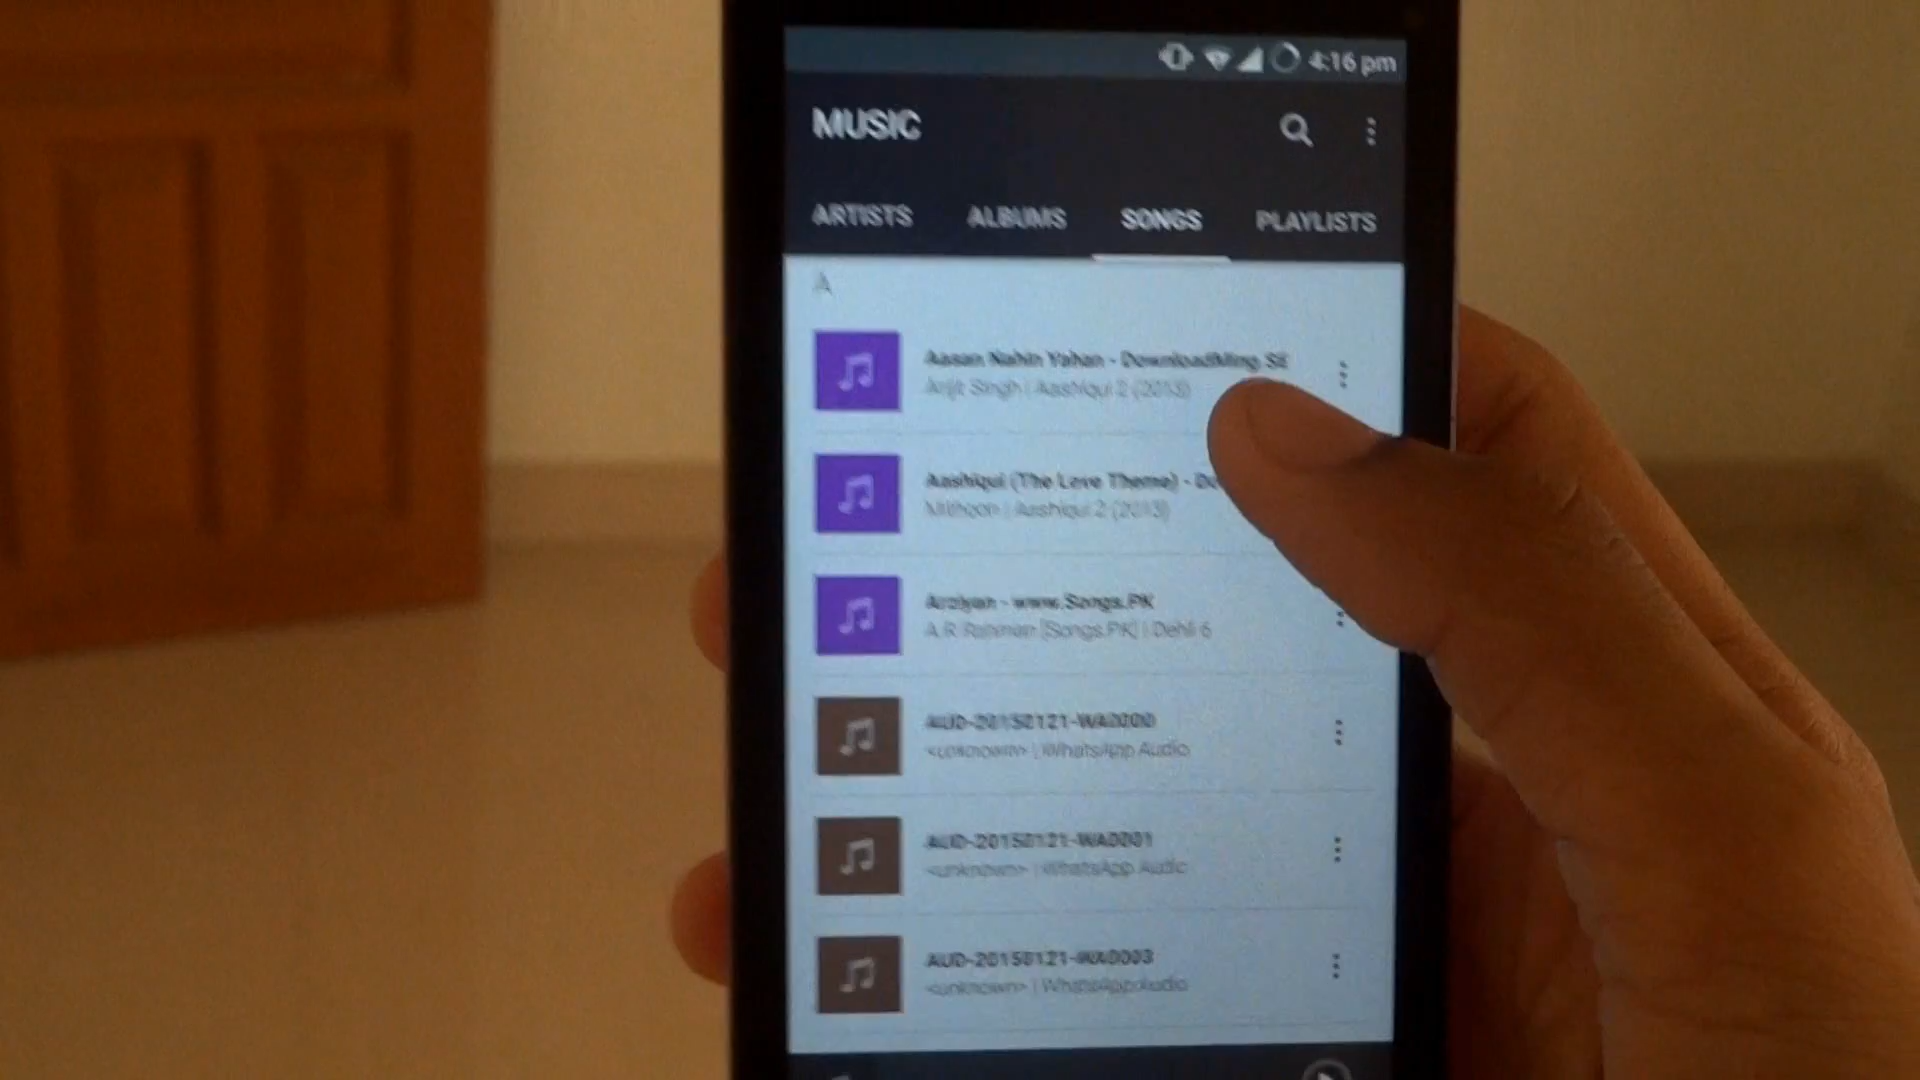 4:16 pm
MUSIC
ARTISTS ALBUMS SONGS PLAYLISTS
A
Aasan Nahin Yahan - DownloadMing SE
Arijit Singh | Aashiqui 2 (2013)
Aashiqui (The Love Theme) - Do
Mithoon | Aashiqui 2 (2013)
Arziyan - www.Songs.PK
A R Rahman [Songs.PK] | Dehli 6
AUD-20150121-WA0000
<unknown> | WhatsApp Audio
AUD-20150121-WA0001
<unknown> | WhatsApp Audio
AUD-20150121-WA0003
<unknown> | WhatsApp Audio